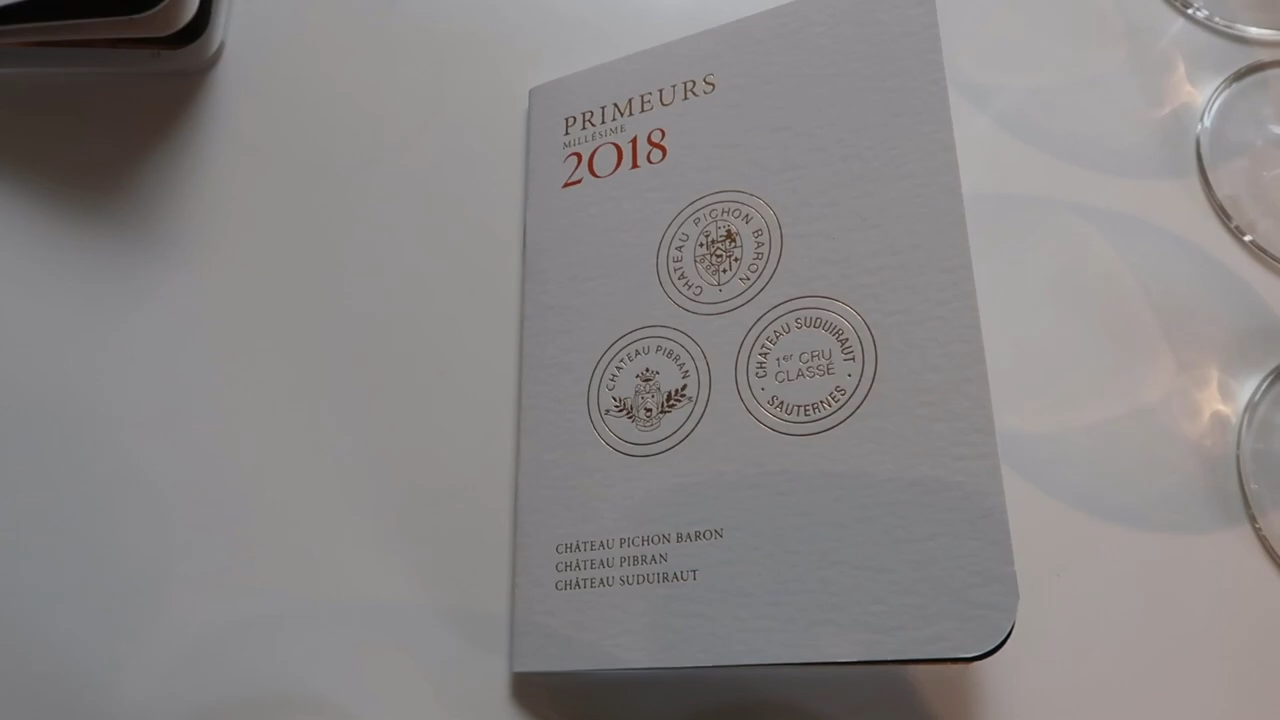 PRIMEURS
MILLÉSIME
2018
CHATEAU PICHON BARON
CHATEAU PIBRAN
CHATEAU SUDUIRAUT
1er CRU
CLASSÉ
SAUTERNES
CHÂTEAU PICHON BARON
CHÂTEAU PIBRAN
CHÂTEAU SUDUIRAUT